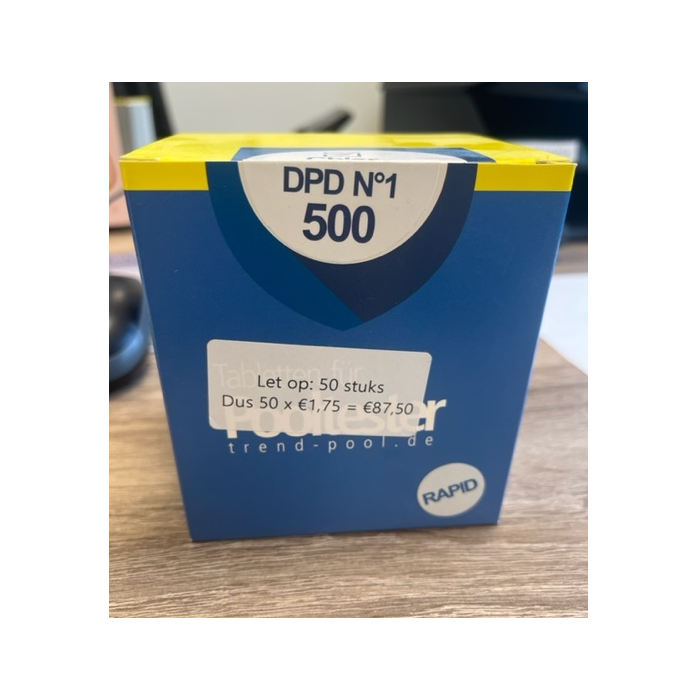 DPD N°1
500
Tabletten für
Let op: 50 stuks
Dus 50 x €1,75 = €87,50
Pooltester
trend-pool.de
RAPID